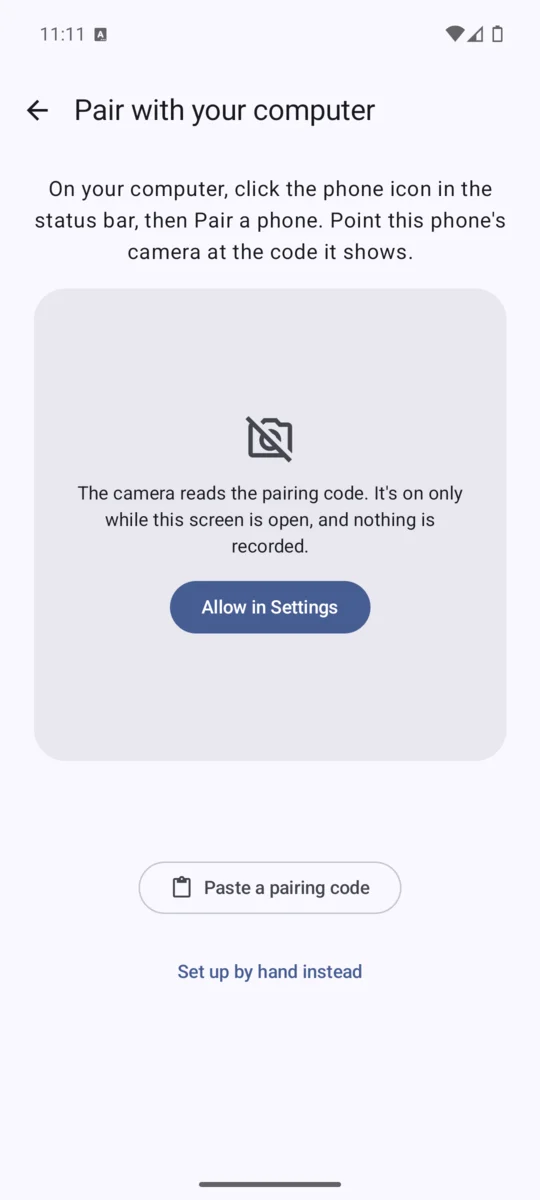 11:11
Pair with your computer
On your computer, click the phone icon in the
status bar, then Pair a phone. Point this phone's
camera at the code it shows.
The camera reads the pairing code. It's on only
while this screen is open, and nothing is
recorded.
Allow in Settings
Paste a pairing code
Set up by hand instead